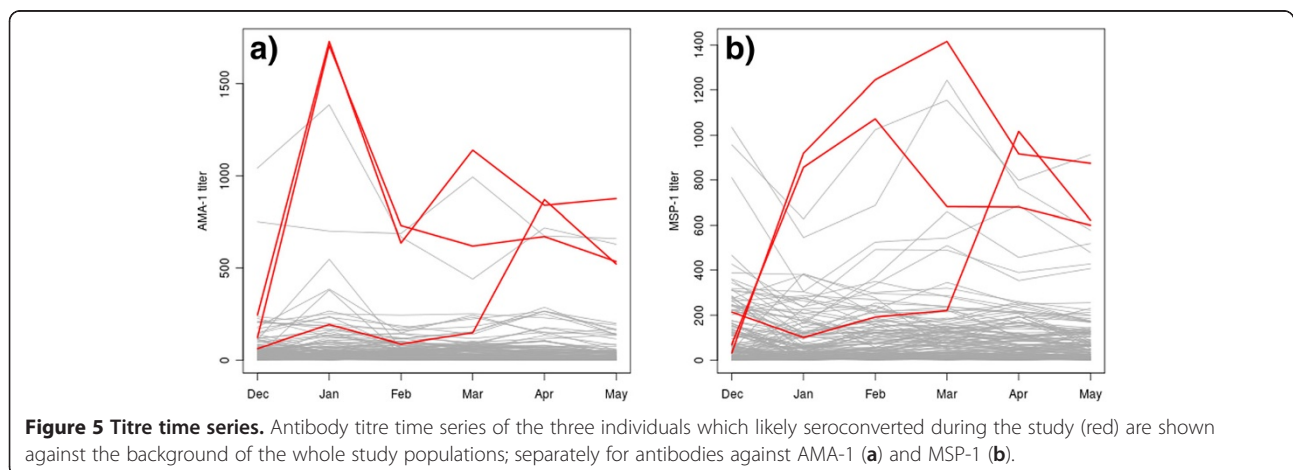 a)
AMA-1 titer
1500
1000
500
0
Dec Jan Feb Mar Apr May
b)
MSP-1 titer
1400
1200
1000
800
600
400
200
0
Dec Jan Feb Mar Apr May
Figure 5 Titre time series. Antibody titre time series of the three individuals which likely seroconverted during the study (red) are shown
against the background of the whole study populations; separately for antibodies against AMA-1 (a) and MSP-1 (b).